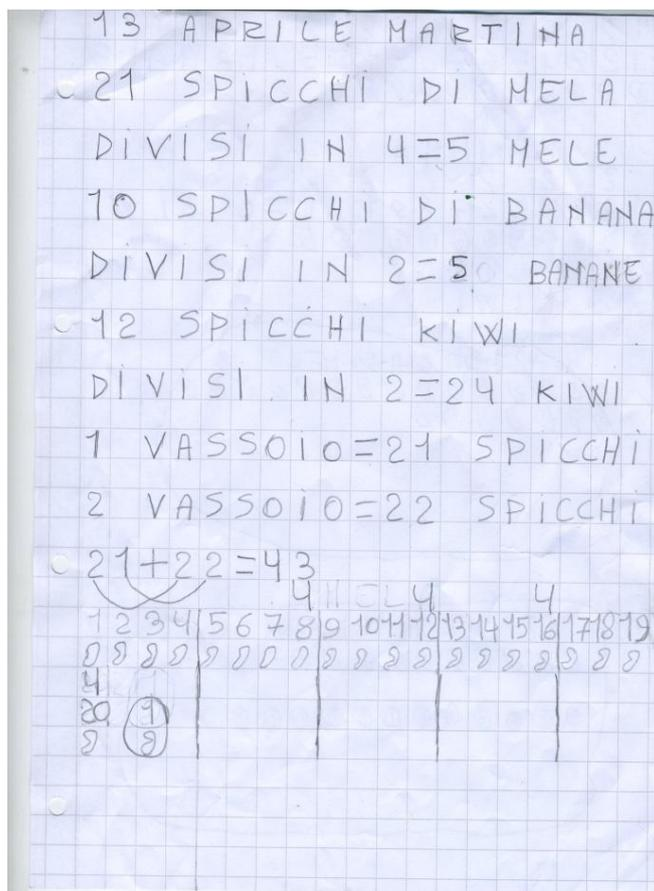 13 APRILE MARTINA
21 SPICCHI DI MELA
DIVISI IN 4=5 MELE
10 SPICCHI DI BANANA
DIVISI IN 2=5 BANANE
12 SPICCHI KIWI
DIVISI IN 2=24 KIWI
1 VASSOIO=21 SPICCHI
2 VASSOIO=22 SPICCHI
21+22=43
4 4 4
1 2 3 4 5 6 7 8 9 10 11 12 13 14 15 16 17 18 19
4
20 1